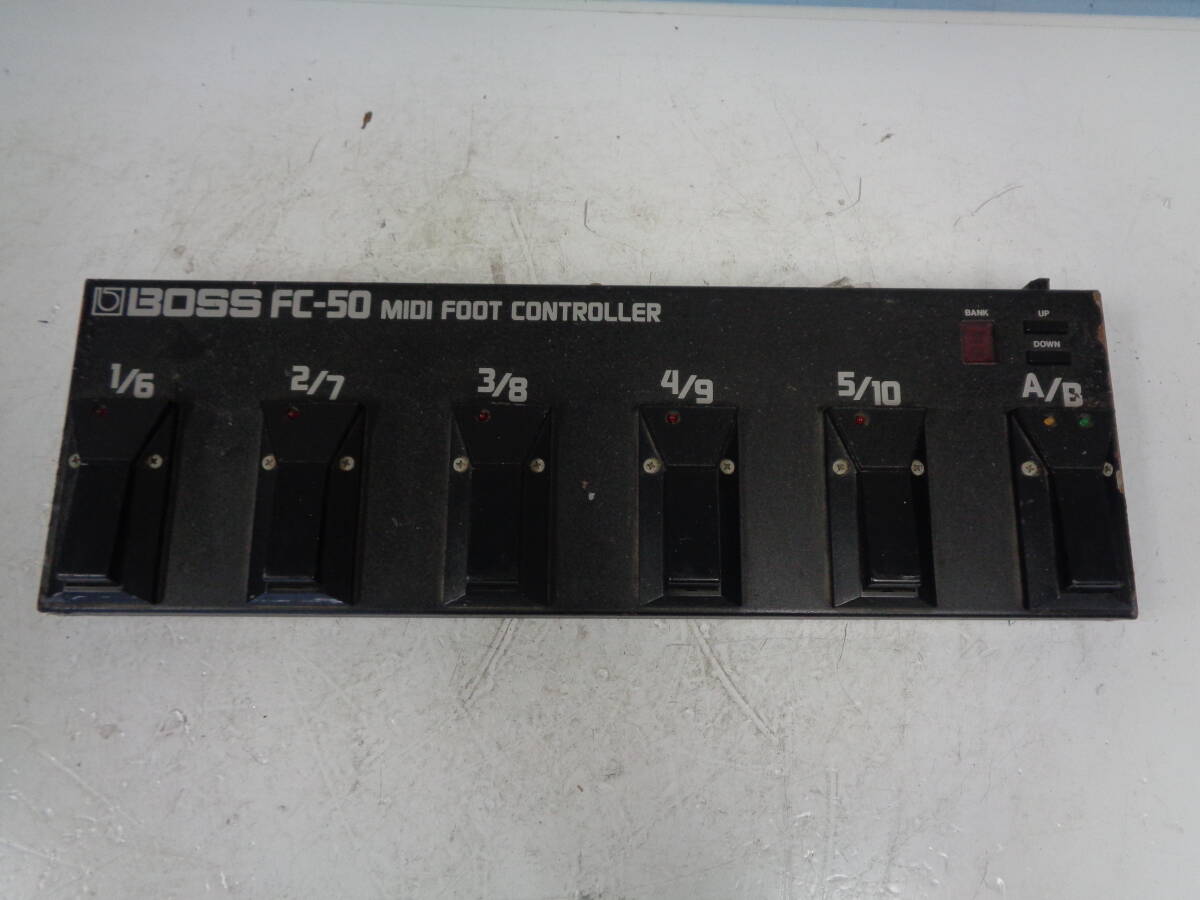 BOSS FC-50 MIDI FOOT CONTROLLER
BANK UP
DOWN
1/6 2/7 3/8 4/9 5/10 A/B